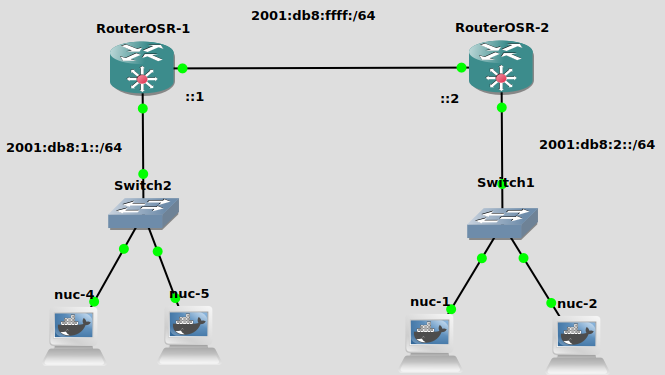 2001:db8:ffff:/64
RouterOSR-1
RouterOSR-2
::1
::2
2001:db8:1::/64
2001:db8:2::/64
Switch2
Switch1
nuc-4
nuc-5
nuc-1
nuc-2